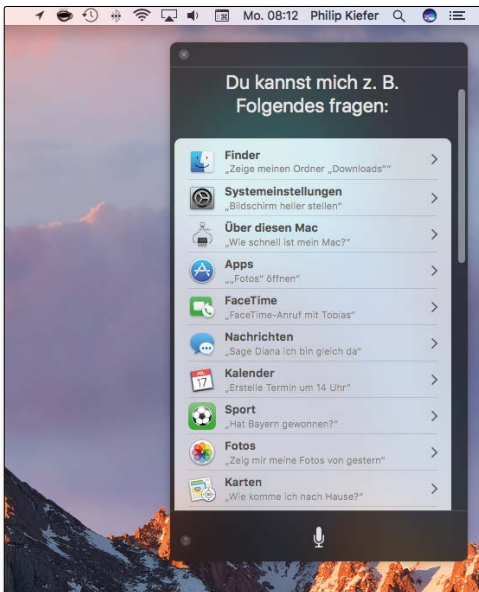 Mo. 08:12 Philip Kiefer
Du kannst mich z. B.
Folgendes fragen:
Finder
„Zeige meinen Ordner „Downloads““
Systemeinstellungen
„Bildschirm heller stellen“
Über diesen Mac
„Wie schnell ist mein Mac?“
Apps
„„Fotos“ öffnen“
FaceTime
„FaceTime-Anruf mit Tobias“
Nachrichten
„Sage Diana ich bin gleich da“
Kalender
JUL
17
„Erstelle Termin um 14 Uhr“
Sport
„Hat Bayern gewonnen?“
Fotos
„Zeig mir meine Fotos von gestern“
Karten
„Wie komme ich nach Hause?“
?